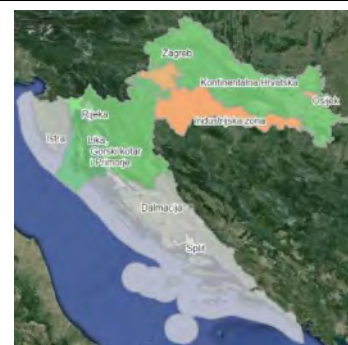 Zagreb
Kontinentalna Hrvatska
Osijek
Industrijska zona
Rijeka
Istra
Lika,
Gorski kotar
i Primorje
Dalmacija
Split